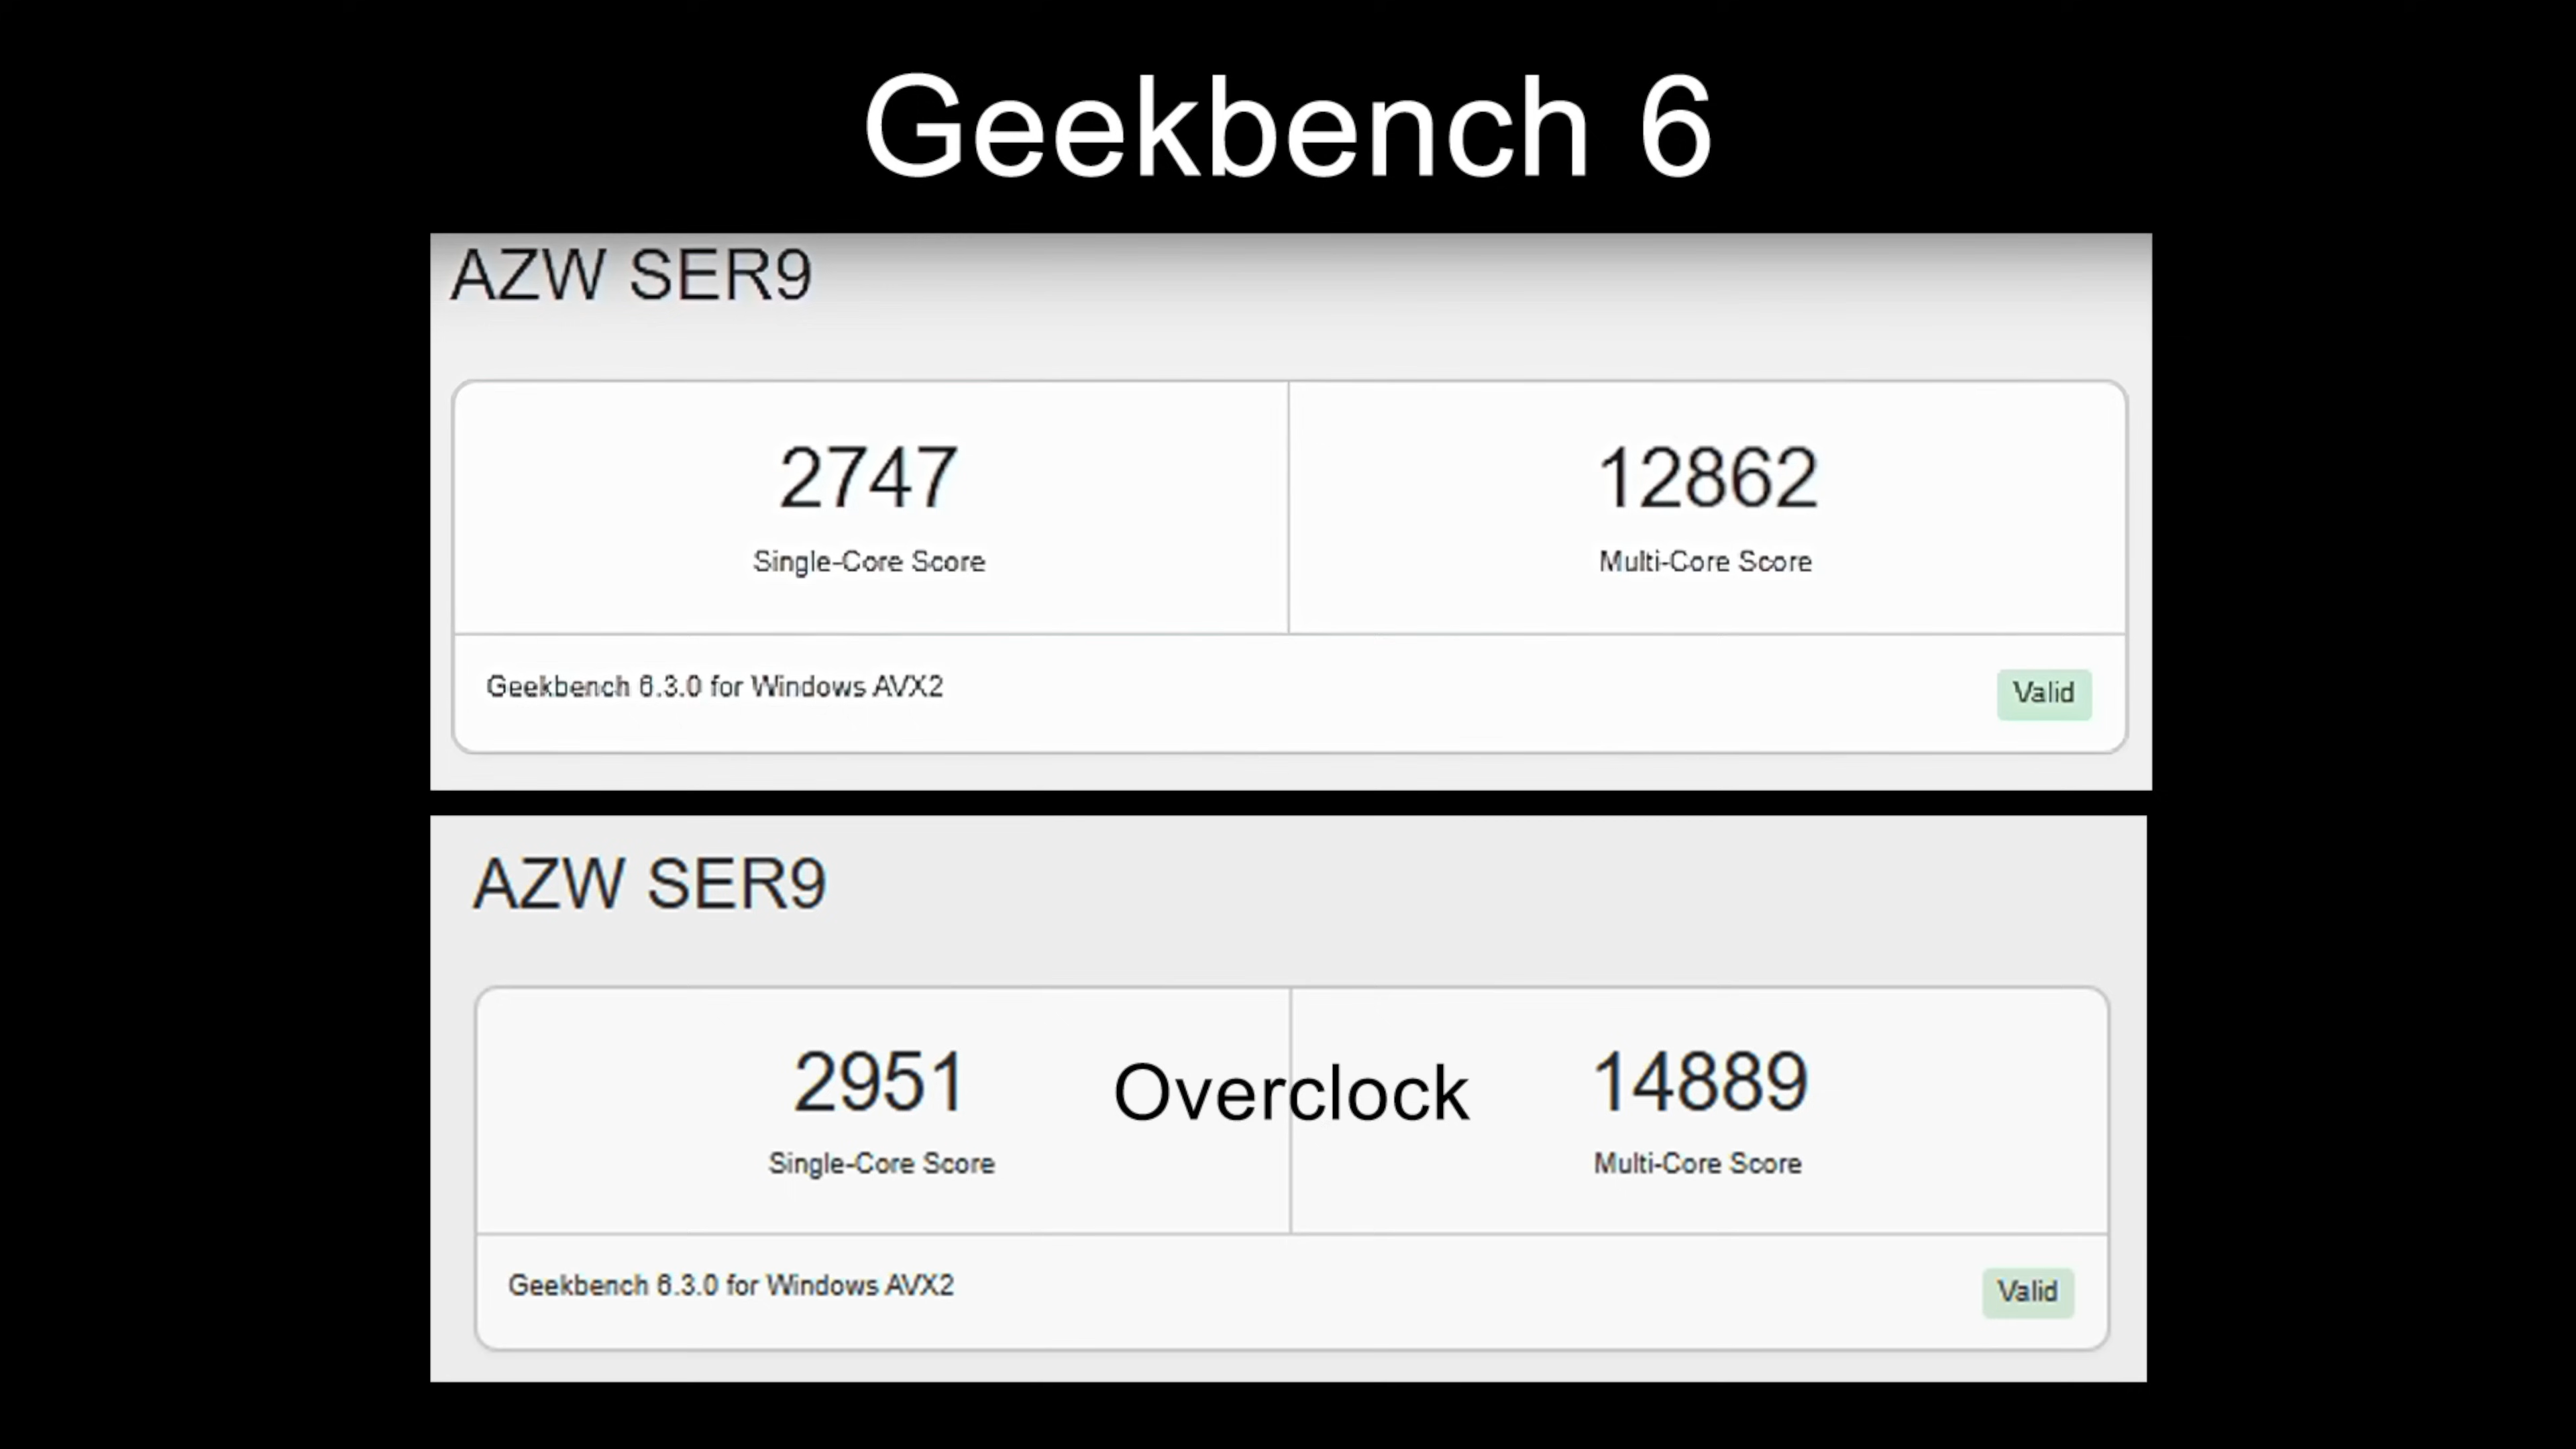 Geekbench 6
AZW SER9
2747
12862
Single-Core Score
Multi-Core Score
Geekbench 6.3.0 for Windows AVX2
Valid
AZW SER9
2951
Overclock
14889
Single-Core Score
Multi-Core Score
Geekbench 6.3.0 for Windows AVX2
Valid